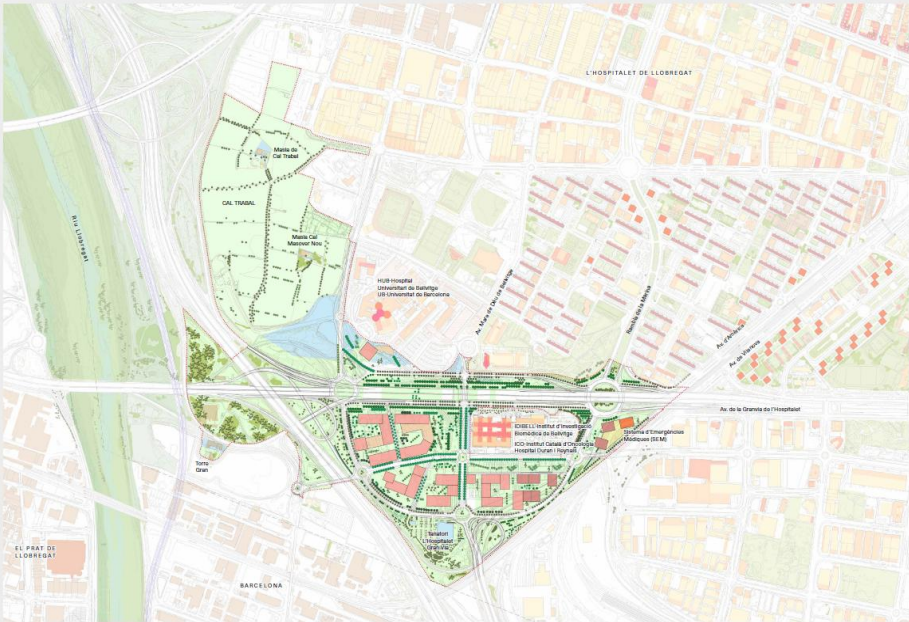 L'HOSPITALET DE LLOBREGAT
Masia de
Cal Trabal
CAL TRABAL
Riu Llobregat
Masia Cal
Masover Nou
HUB-Hospital
Universitari de Bellvitge
UB-Universitat de Barcelona
Av. Mare de Déu de Bellvitge
Rambla de la Marina
Av. d'Amèrica
Av. de Vilanova
Av. de la Granvia de l'Hospitalet
IDIBELL-Institut d'Investigació
Biomèdica de Bellvitge
ICO-Institut Català d'Oncologia
Hospital Duran i Reynals
Sistema d'Emergències
Mèdiques (SEM)
Torre
Gran
Tanatori
L'Hospitalet
Gran Via
EL PRAT DE
LLOBREGAT
BARCELONA